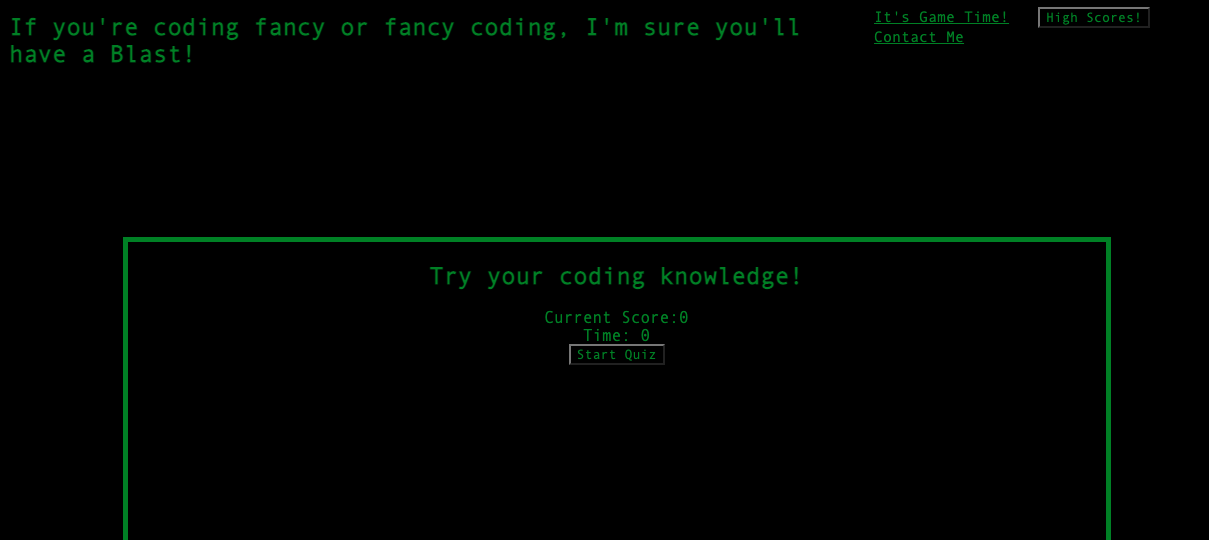 If you're coding fancy or fancy coding, I'm sure you'll
have a Blast!
It's Game Time!
High Scores!
Contact Me
Try your coding knowledge!
Current Score:0
Time: 0
Start Quiz